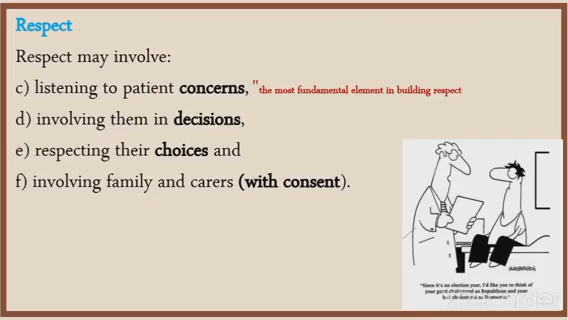 Respect
Respect may involve:
c) listening to patient concerns, "the most fundamental element in building respect
d) involving them in decisions,
e) respecting their choices and
f) involving family and carers (with consent).
"Since it's an election year, I'd like you to think of
your good cholesterol as Republican and your
bad cholesterol as Democrat."